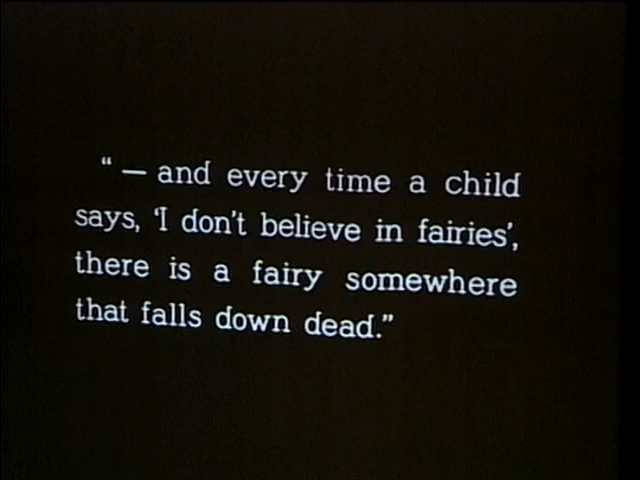 “ — and every time a child
says, ‘I don’t believe in fairies’,
there is a fairy somewhere
that falls down dead.”